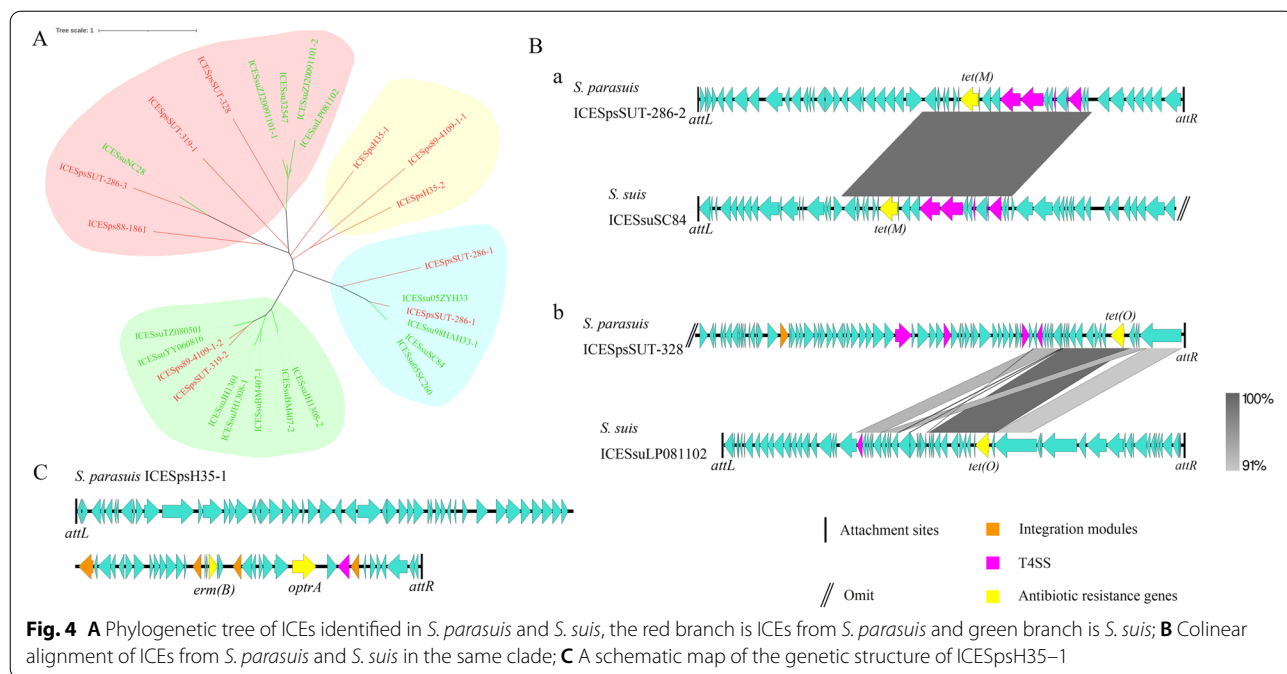 A
Tree scale: 1
ICESpsSUT-328
ICESsuZJ20091101-1
ICESsu32547
ICESsuZJ20091101-2
ICESsuLP081102
ICESpsSUT-319-1
ICESsuNC28
ICESpsSUT-286-3
ICESps88-1861
ICESpsH35-1
ICESps89-4109-1-1
ICESpsH35-2
ICESpsSUT-286-1
ICESsu05ZYH33
ICESpsSUT-286-1
ICESsu98HAH33-1
ICESsuSC84
ICESsu05SC260
ICESsuTZ080501
ICESsuYY060816
ICESps89-4109-1-2
ICESpsSUT-319-2
ICESsuJH1301
ICESsuJH1308-1
ICESsuBM407-1
ICESsuBM407-2
ICESsuJH1308-2
B
a
S. parasuis
ICESpsSUT-286-2
tet(M)
attL
attR
S. suis
ICESsuSC84
attL
tet(M)
b
S. parasuis
ICESpsSUT-328
tet(O)
attR
S. suis
ICESsuLP081102
attL
tet(O)
attR
100%
91%
C
S. parasuis ICESpsH35-1
attL
erm(B)
optrA
attR
Attachment sites
Integration modules
T4SS
Omit
Antibiotic resistance genes
Fig. 4 A Phylogenetic tree of ICEs identified in S. parasuis and S. suis, the red branch is ICEs from S. parasuis and green branch is S. suis; B Colinear
alignment of ICEs from S. parasuis and S. suis in the same clade; C A schematic map of the genetic structure of ICESpsH35–1